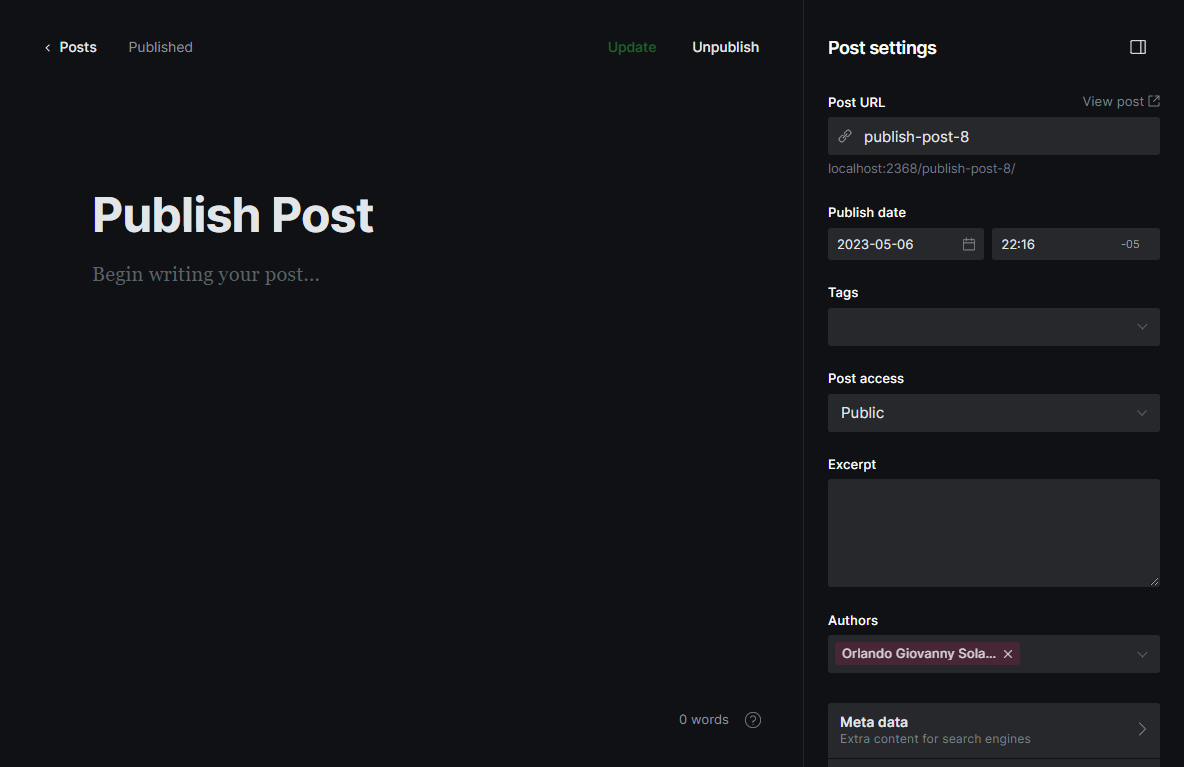 Posts
Published
Update
Unpublish
Publish Post
Begin writing your post...
0 words
?
Post settings
Post URL
View post
publish-post-8
localhost:2368/publish-post-8/
Publish date
2023-05-06
22:16
-05
Tags
Post access
Public
Excerpt
Authors
Orlando Giovanny Sola...
Meta data
Extra content for search engines